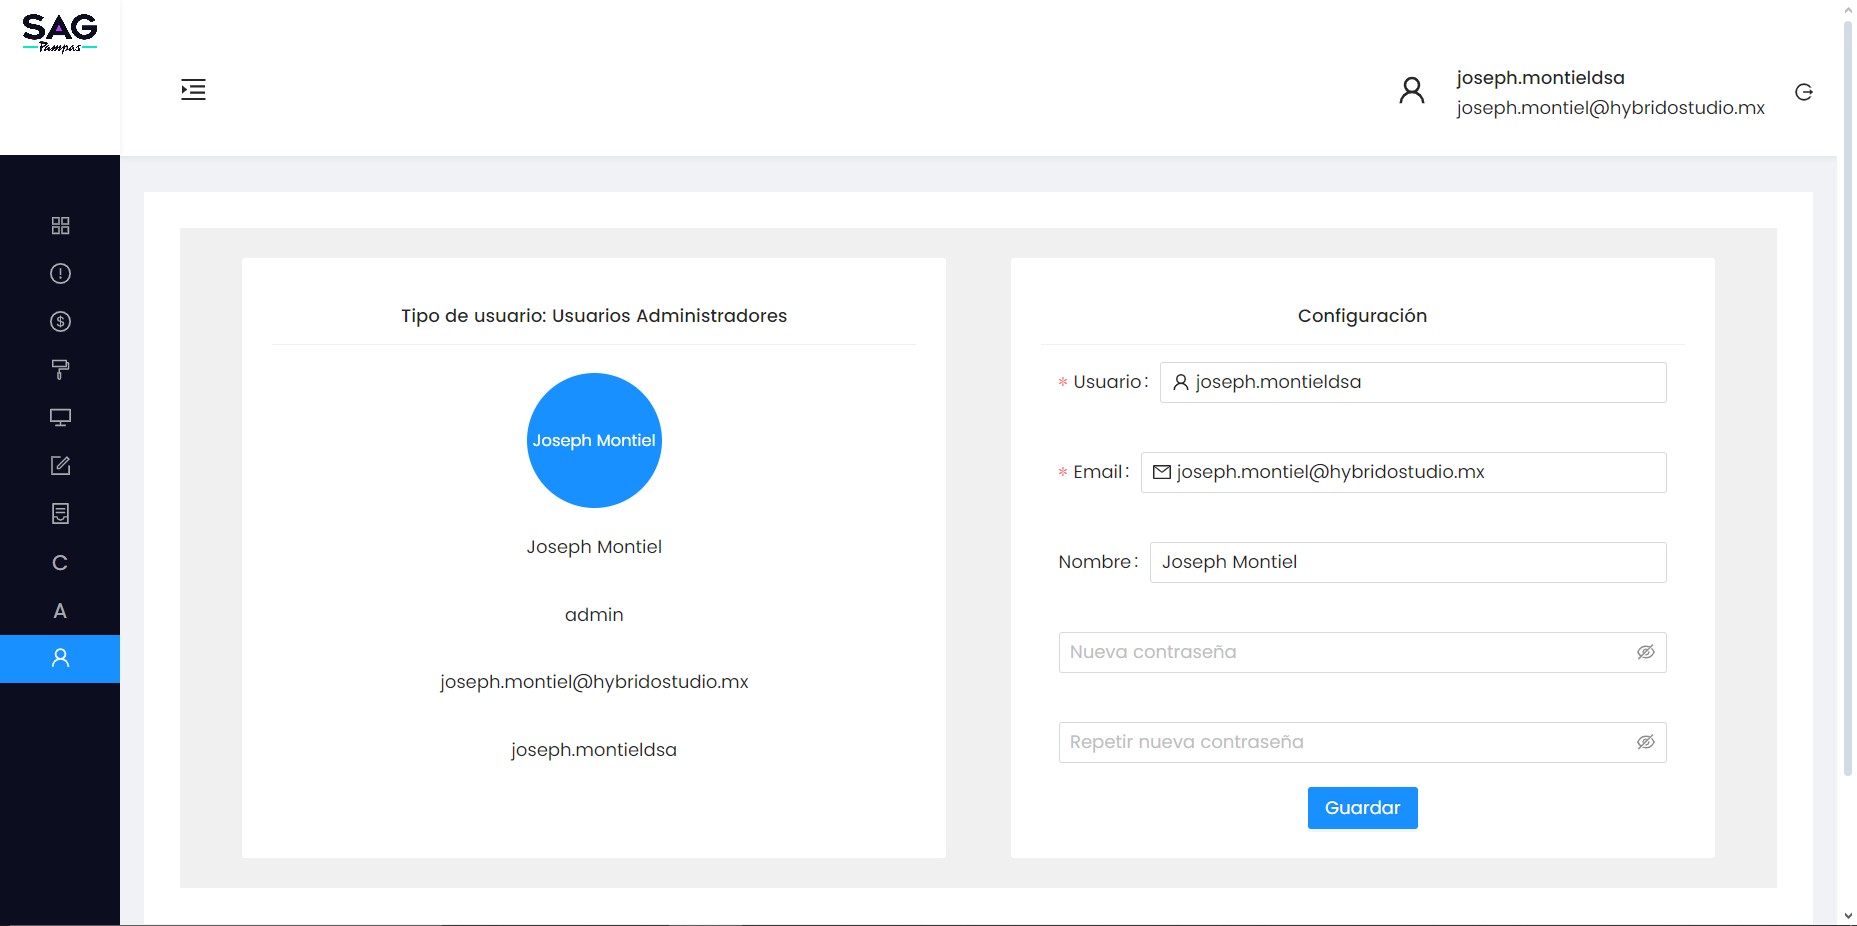 SAG
Pampas
joseph.montieldsa
joseph.montiel@hybridostudio.mx
C
A
Tipo de usuario: Usuarios Administradores
Joseph Montiel
Joseph Montiel
admin
joseph.montiel@hybridostudio.mx
joseph.montieldsa
Configuración
* Usuario: joseph.montieldsa
* Email: joseph.montiel@hybridostudio.mx
Nombre: Joseph Montiel
Nueva contraseña
Repetir nueva contraseña
Guardar